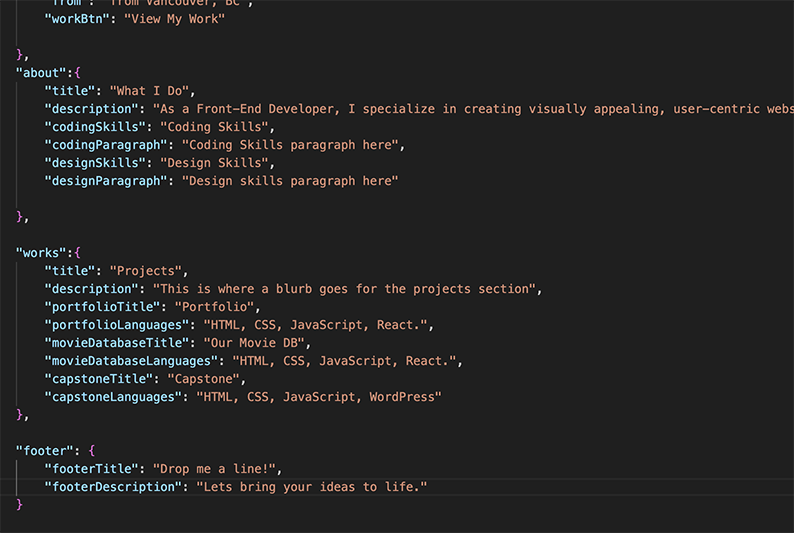 "from": "from Vancouver, BC",
"workBtn": "View My Work"
},
"about":{
"title": "What I Do",
"description": "As a Front-End Developer, I specialize in creating visually appealing, user-centric webs
"codingSkills": "Coding Skills",
"codingParagraph": "Coding Skills paragraph here",
"designSkills": "Design Skills",
"designParagraph": "Design skills paragraph here"
},
"works":{
"title": "Projects",
"description": "This is where a blurb goes for the projects section",
"portfolioTitle": "Portfolio",
"portfolioLanguages": "HTML, CSS, JavaScript, React.",
"movieDatabaseTitle": "Our Movie DB",
"movieDatabaseLanguages": "HTML, CSS, JavaScript, React.",
"capstoneTitle": "Capstone",
"capstoneLanguages": "HTML, CSS, JavaScript, WordPress"
},
"footer": {
"footerTitle": "Drop me a line!",
"footerDescription": "Lets bring your ideas to life."
}